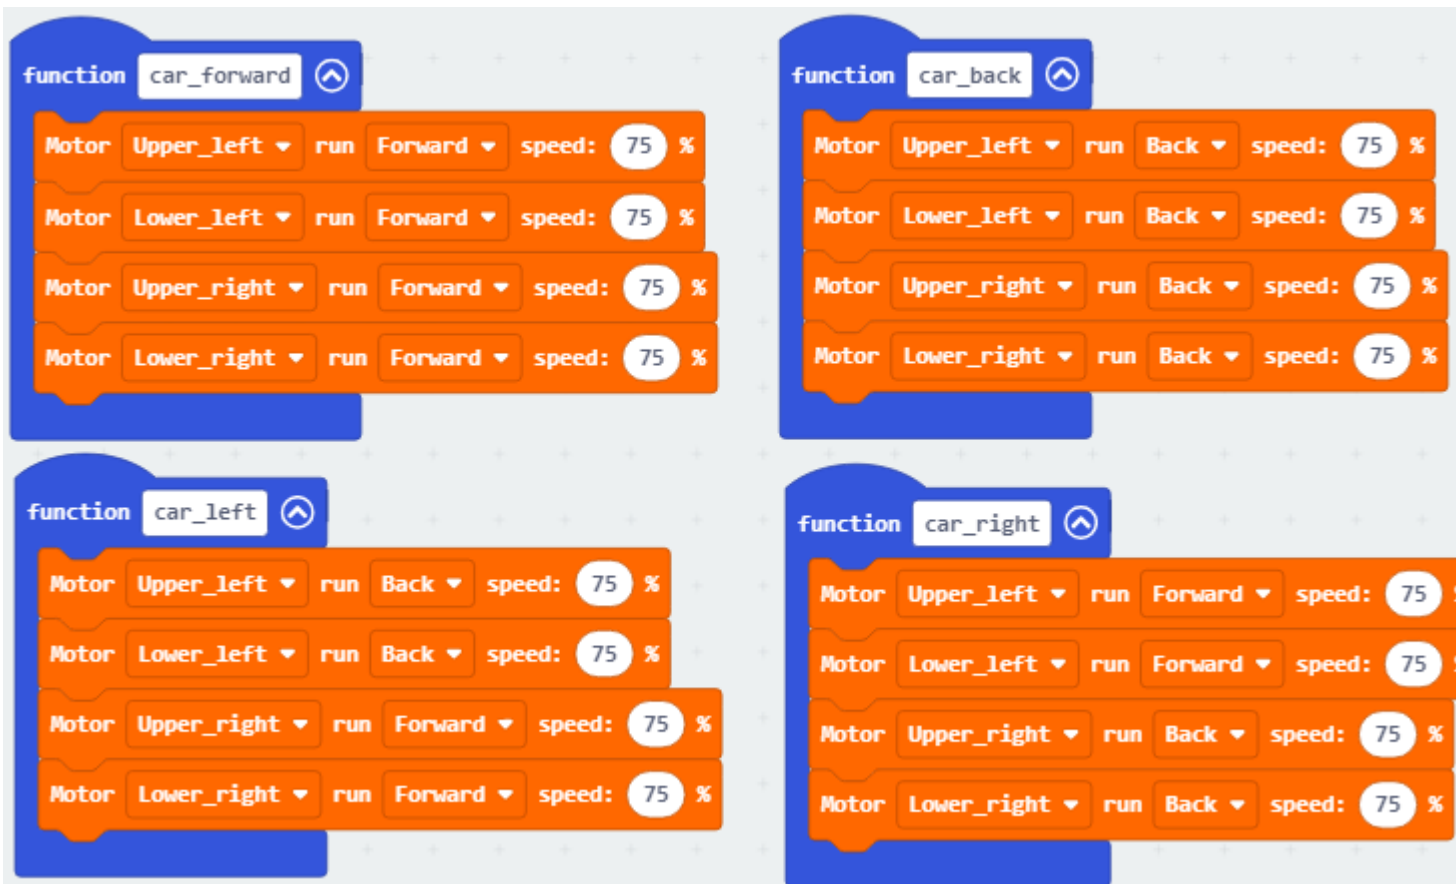 function car_forward
Motor Upper_left run Forward speed: 75 %
Motor Lower_left run Forward speed: 75 %
Motor Upper_right run Forward speed: 75 %
Motor Lower_right run Forward speed: 75 %
function car_back
Motor Upper_left run Back speed: 75 %
Motor Lower_left run Back speed: 75 %
Motor Upper_right run Back speed: 75 %
Motor Lower_right run Back speed: 75 %
function car_left
Motor Upper_left run Back speed: 75 %
Motor Lower_left run Back speed: 75 %
Motor Upper_right run Forward speed: 75 %
Motor Lower_right run Forward speed: 75 %
function car_right
Motor Upper_left run Forward speed: 75
Motor Lower_left run Forward speed: 75
Motor Upper_right run Back speed: 75 %
Motor Lower_right run Back speed: 75 %